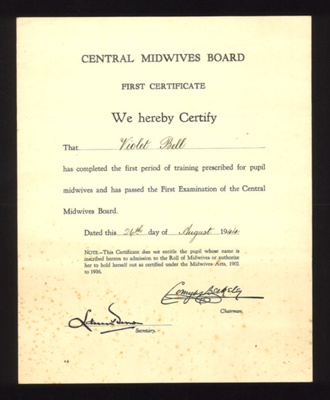 CENTRAL MIDWIVES BOARD
FIRST CERTIFICATE
We hereby Certify
That Violet Bell
has completed the first period of training prescribed for pupil
midwives and has passed the First Examination of the Central
Midwives Board.
Dated this 26th day of August 1944.
NOTE.—This Certificate does not entitle the pupil whose name is
inscribed hereon to admission to the Roll of Midwives or authorise
her to hold herself out as certified under the Midwives Acts, 1902
to 1936.
Comyns Berkeley
Chairman.
Secretary.